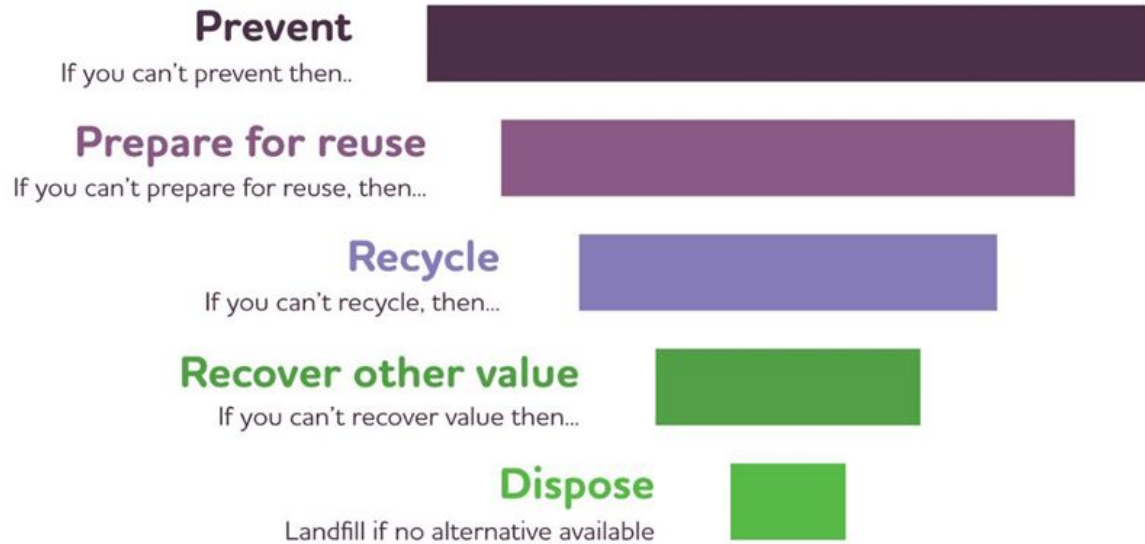 Prevent
If you can't prevent then..
Prepare for reuse
If you can't prepare for reuse, then...
Recycle
If you can't recycle, then...
Recover other value
If you can't recover value then...
Dispose
Landfill if no alternative available